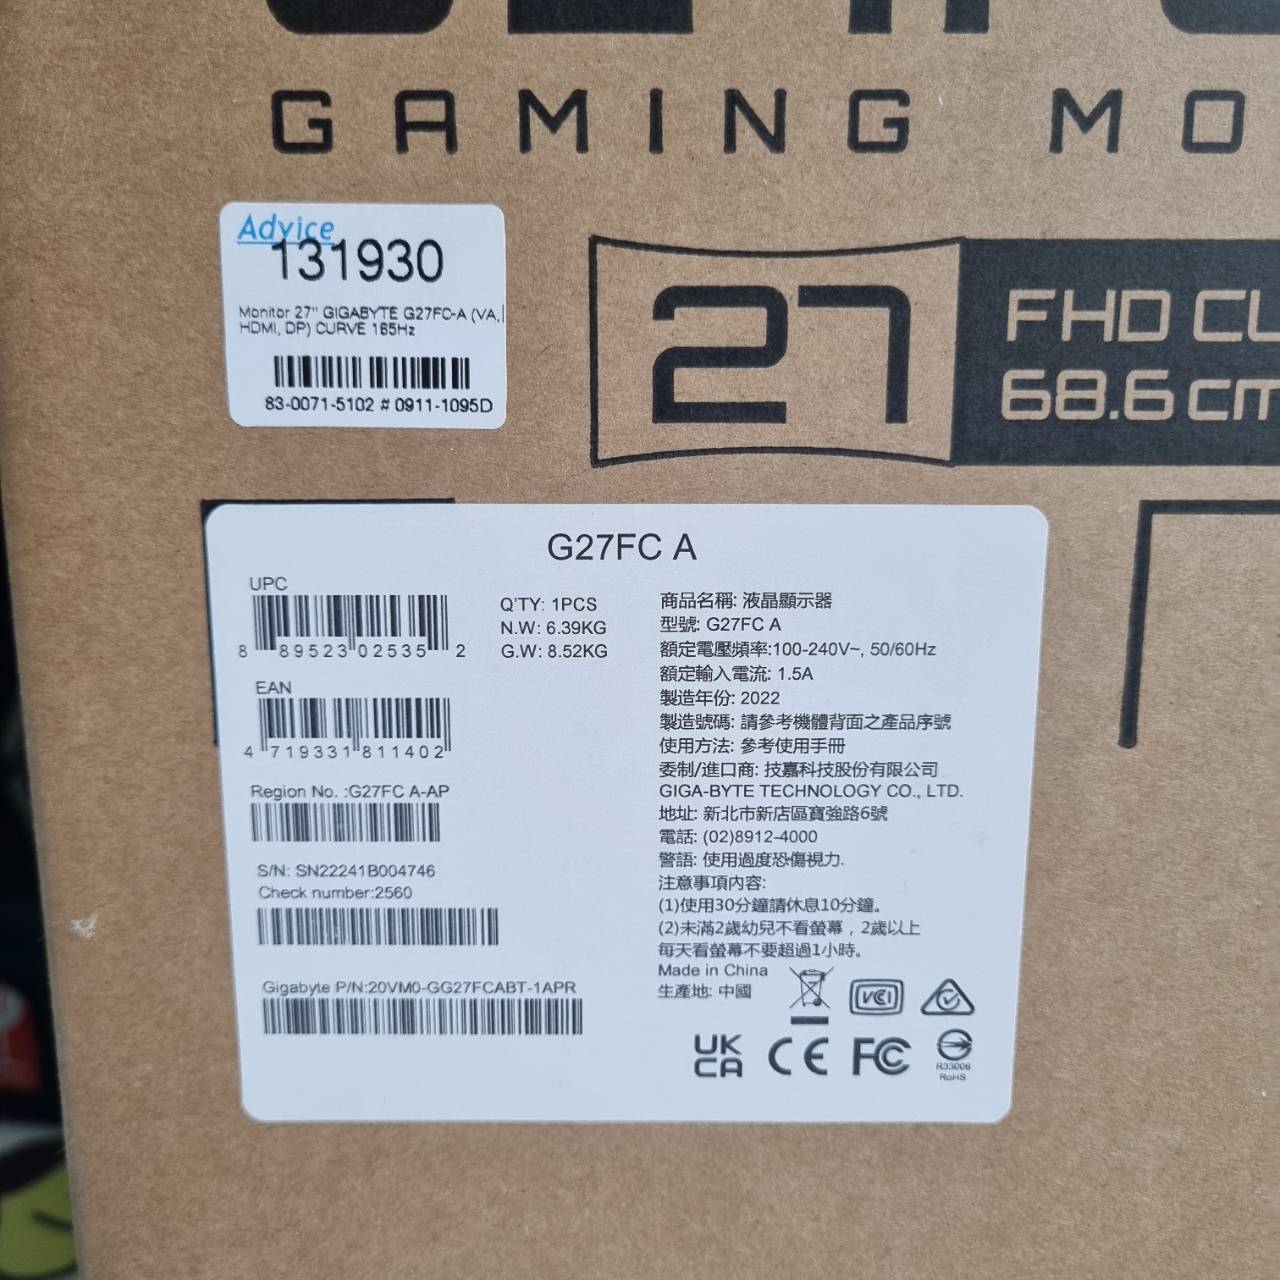 GAMING MO
Advice
131930
Monitor 27" GIGABYTE G27FC-A (VA,
HDMI, DP) CURVE 165Hz
83-0071-5102 # 0911-1095D
27
FHD CU
68.6 cm
G27FC A
UPC
8 89523 02535 2
EAN
4 719331 811402
Region No. :G27FC A-AP
S/N: SN22241B004746
Check number:2560
Gigabyte P/N:20VM0-GG27FCABT-1APR
Q'TY: 1PCS
N.W: 6.39KG
G.W: 8.52KG
商品名稱: 液晶顯示器
型號: G27FC A
額定電壓頻率:100-240V~, 50/60Hz
額定輸入電流: 1.5A
製造年份: 2022
製造號碼: 請參考機體背面之產品序號
使用方法: 參考使用手冊
委制/進口商: 技嘉科技股份有限公司
GIGA-BYTE TECHNOLOGY CO., LTD.
地址: 新北市新店區寶強路6號
電話: (02)8912-4000
警語: 使用過度恐傷視力.
注意事項內容:
(1)使用30分鐘請休息10分鐘。
(2)未滿2歲幼兒不看螢幕，2歲以上
每天看螢幕不要超過1小時。
Made in China
生產地: 中國
VCCI
UK
CA
CE
FC
R33006
RoHS